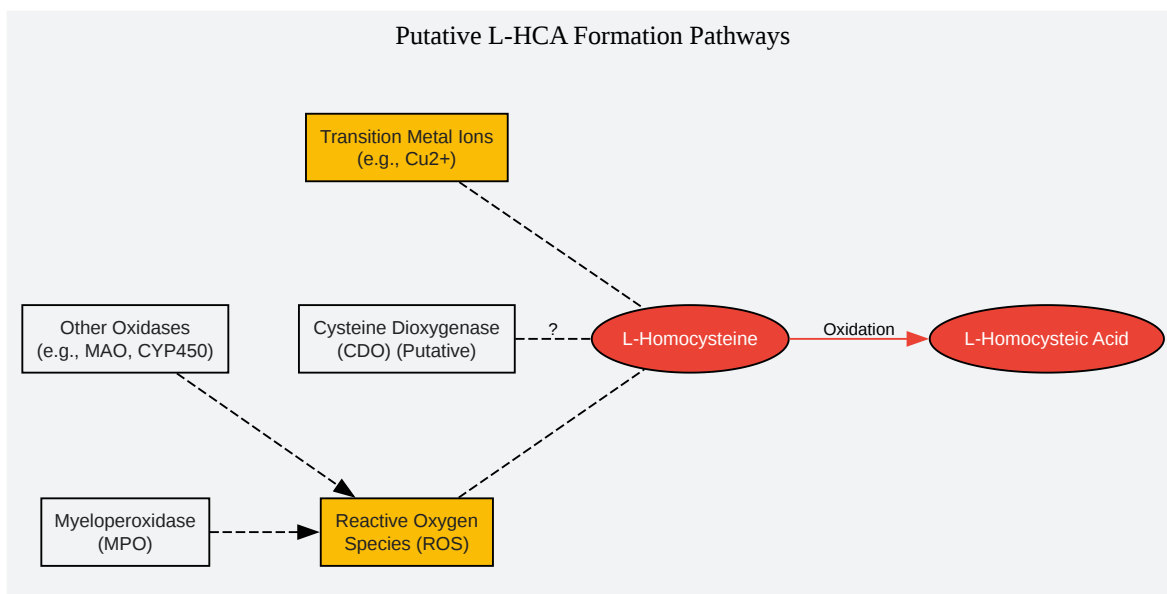 Putative L-HCA Formation Pathways
Transition Metal Ions
(e.g., Cu2+)
Other Oxidases
(e.g., MAO, CYP450)
Cysteine Dioxygenase
(CDO) (Putative)
?
L-Homocysteine
Oxidation
L-Homocysteic Acid
Myeloperoxidase
(MPO)
Reactive Oxygen
Species (ROS)